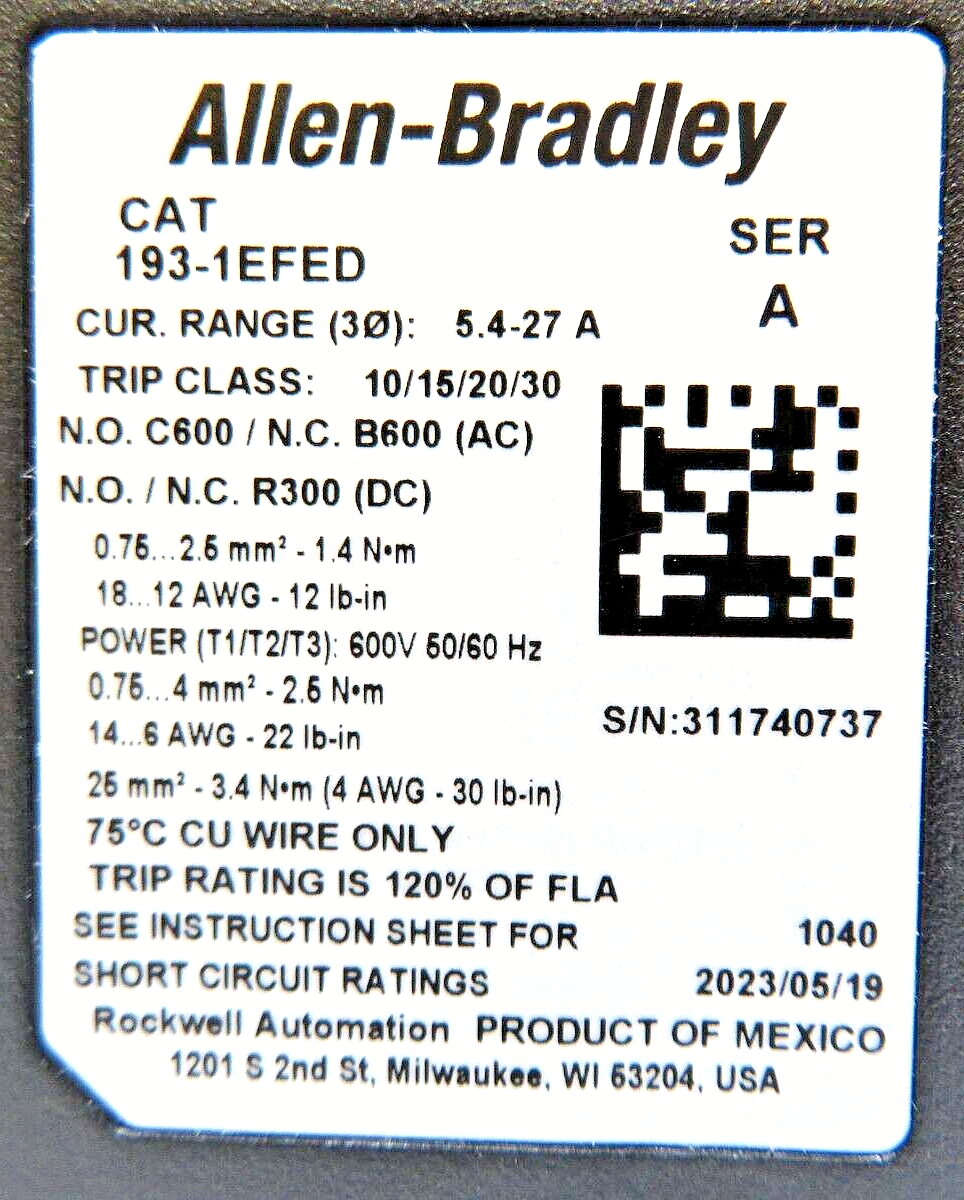 Allen-Bradley
CAT
193-1EFED
SER
A
CUR. RANGE (3Ø): 5.4-27 A
TRIP CLASS: 10/15/20/30
N.O. C600 / N.C. B600 (AC)
N.O. / N.C. R300 (DC)
0.75...2.5 mm² - 1.4 N•m
18...12 AWG - 12 lb-in
POWER (T1/T2/T3): 600V 50/60 Hz
0.75...4 mm² - 2.5 N•m
14...6 AWG - 22 lb-in
S/N:311740737
25 mm² - 3.4 N•m (4 AWG - 30 lb-in)
75°C CU WIRE ONLY
TRIP RATING IS 120% OF FLA
SEE INSTRUCTION SHEET FOR 1040
SHORT CIRCUIT RATINGS 2023/05/19
Rockwell Automation PRODUCT OF MEXICO
1201 S 2nd St, Milwaukee, WI 53204, USA